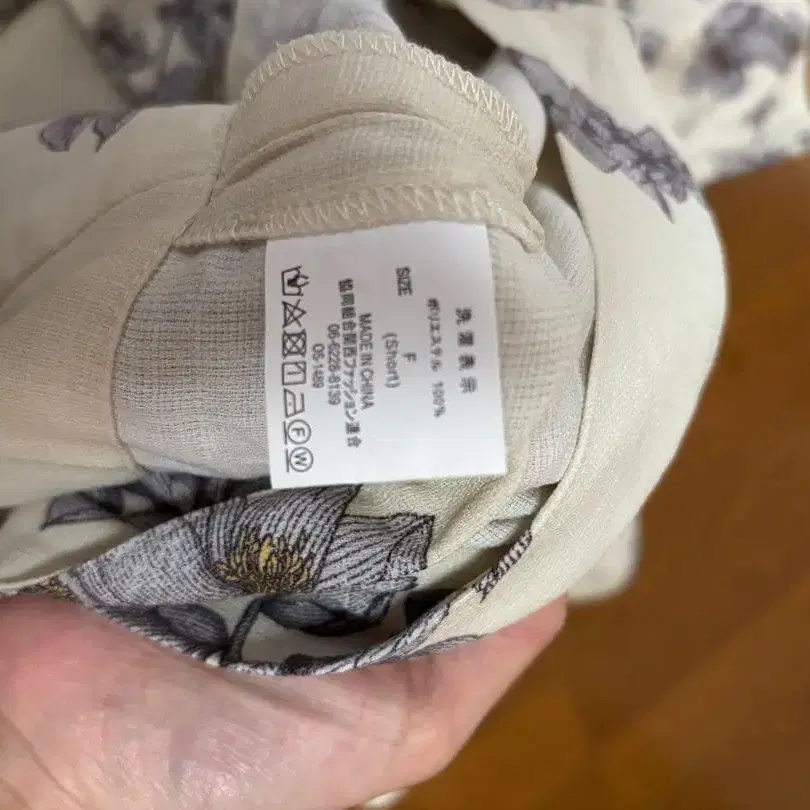 洗濯表示
ポリエステル 100%
SIZE F
(Short)
MADE IN CHINA
協同組合関西ファッション連合
06-6228-8139
OS-1489
F W